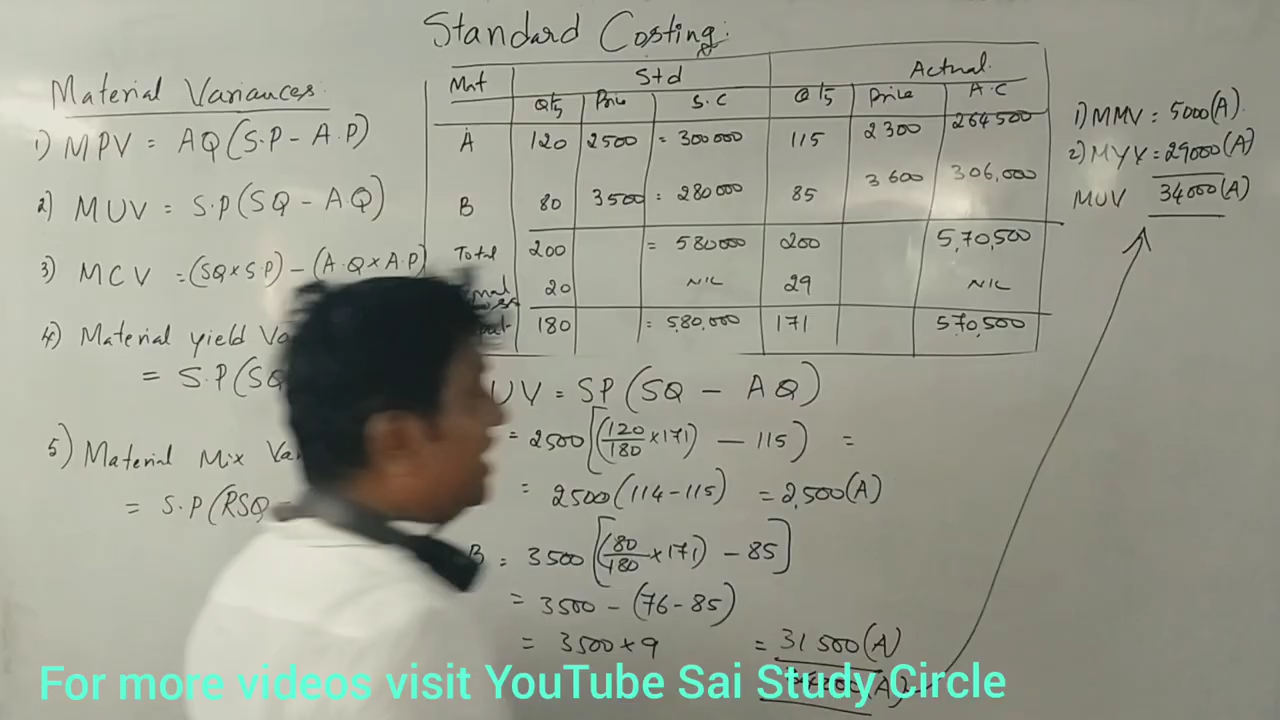 Standard Costing:
Material Variances
1) MPV = AQ(S.P - A.P)
2) MUV = S.P(SQ - A.Q)
3) MCV = (SQ×S.P) - (A.Q×A.P)
4) Material yield Va
= S.P(SQ
5) Material Mix Van
= S.P(RSQ -
Mat Std Actual
Qty Price S.C Qty Price A.C
A 120 2500 = 300000 115 2300 264500
B 80 3500 = 280000 85 3600 306,000
Total 200 = 580000 200 5,70,500
20 NIL 29 NIL
180 = 580,000 171 570,500
UV = SP(SQ - AQ)
= 2500[(120/180 ×171) - 115) =
= 2500(114-115) = 2,500(A)
B = 3500[(80/180 ×171) - 85]
= 3500 - (76-85)
= 3500×9 = 31500(A)
1) MMV = 5000(A).
2) MYV = 29000(A)
MUV 34000(A)
For more videos visit YouTube Sai Study Circle